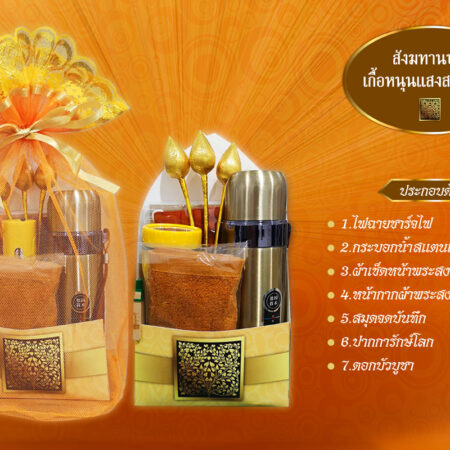 สังฆทาน
เกื้อหนุนแสงส
ประกอบด้
1.ไฟฉายชาร์จไฟ
2.กระบอกน้ำสแตน
3.ผ้าเช็ดหน้าพระสง
4.หน้ากากผ้าพระสง
5.สมุดจดบันทึก
6.ปากการักษ์โลก
7.ดอกบัวบูชา